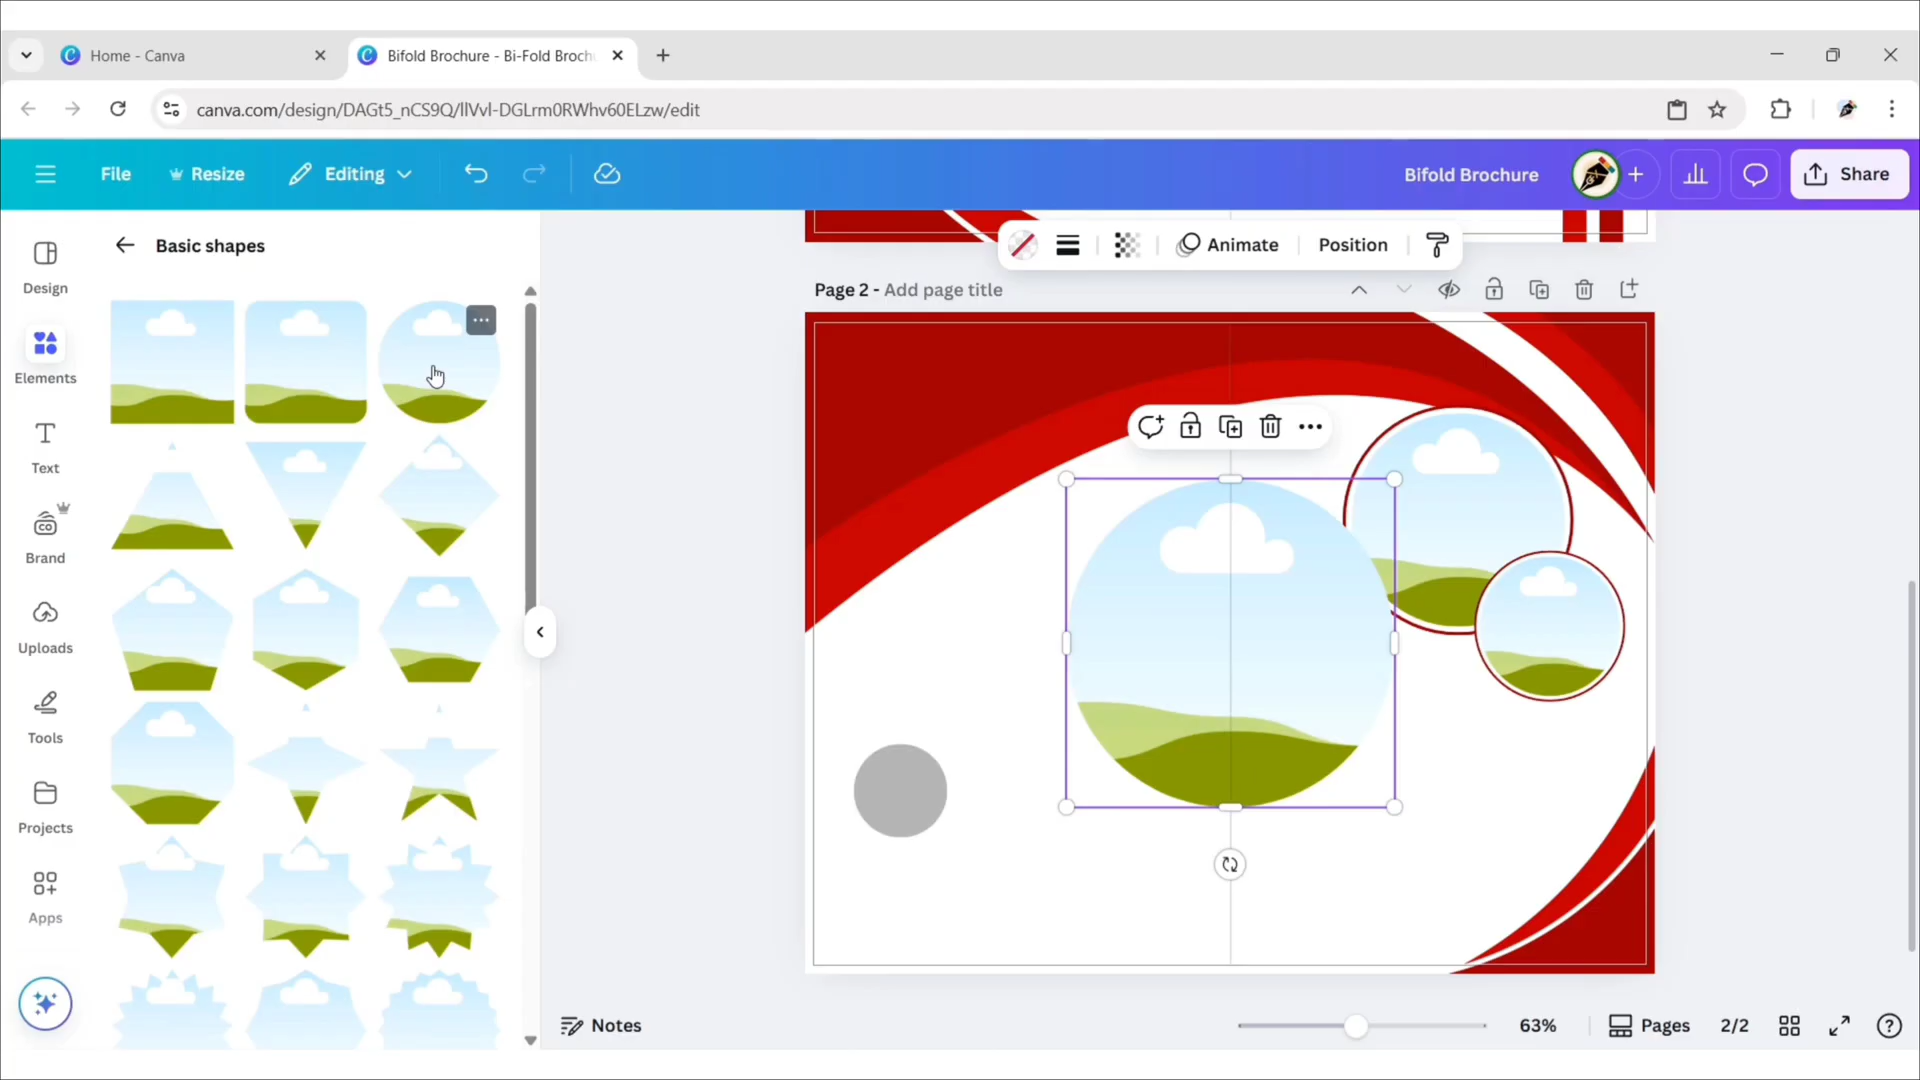 Home - Canva
Bifold Brochure - Bi-Fold Broch
canva.com/design/DAGt5_nCS9Q/llVvl-DGLrm0RWhv60ELzw/edit
File
Resize
Editing
Bifold Brochure
Share
Design
Elements
Text
Brand
Uploads
Tools
Projects
Apps
Basic shapes
Animate
Position
Page 2 - Add page title
Notes
63%
Pages
2/2